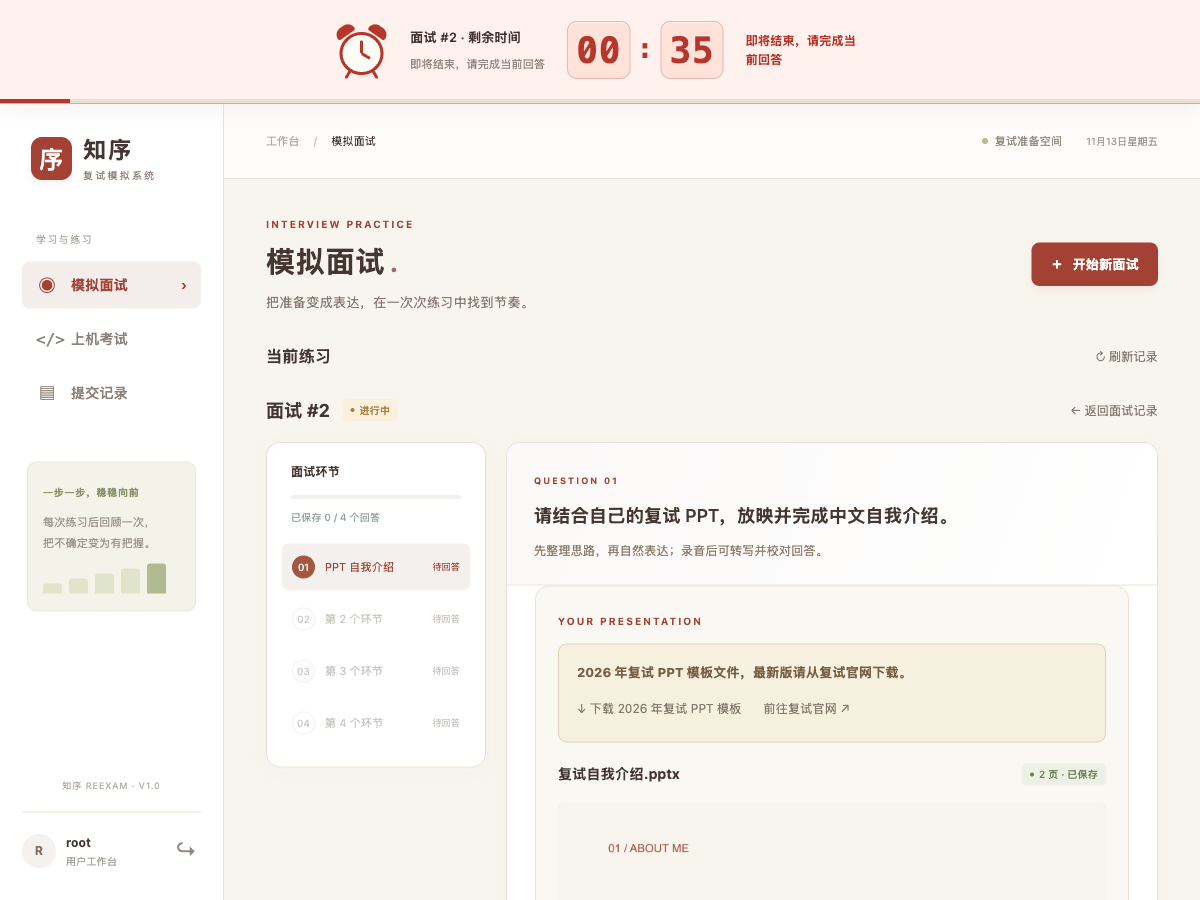 面试 #2 · 剩余时间
即将结束，请完成当前回答
00 : 35
即将结束，请完成当
前回答
序
知序
复试模拟系统
学习与练习
模拟面试 ›
</> 上机考试
提交记录
一步一步，稳稳向前
每次练习后回顾一次，
把不确定变为有把握。
知序 REEXAM · V1.0
R
root
用户工作台
工作台 / 模拟面试
复试准备空间
11月13日星期五
INTERVIEW PRACTICE
模拟面试.
把准备变成表达，在一次次练习中找到节奏。
+ 开始新面试
当前练习
↻ 刷新记录
面试 #2
• 进行中
← 返回面试记录
面试环节
已保存 0 / 4 个回答
01 PPT 自我介绍 待回答
02 第 2 个环节 待回答
03 第 3 个环节 待回答
04 第 4 个环节 待回答
QUESTION 01
请结合自己的复试 PPT，放映并完成中文自我介绍。
先整理思路，再自然表达；录音后可转写并校对回答。
YOUR PRESENTATION
2026 年复试 PPT 模板文件，最新版请从复试官网下载。
↓ 下载 2026 年复试 PPT 模板 前往复试官网 ↗
复试自我介绍.pptx
• 2 页 · 已保存
01 / ABOUT ME